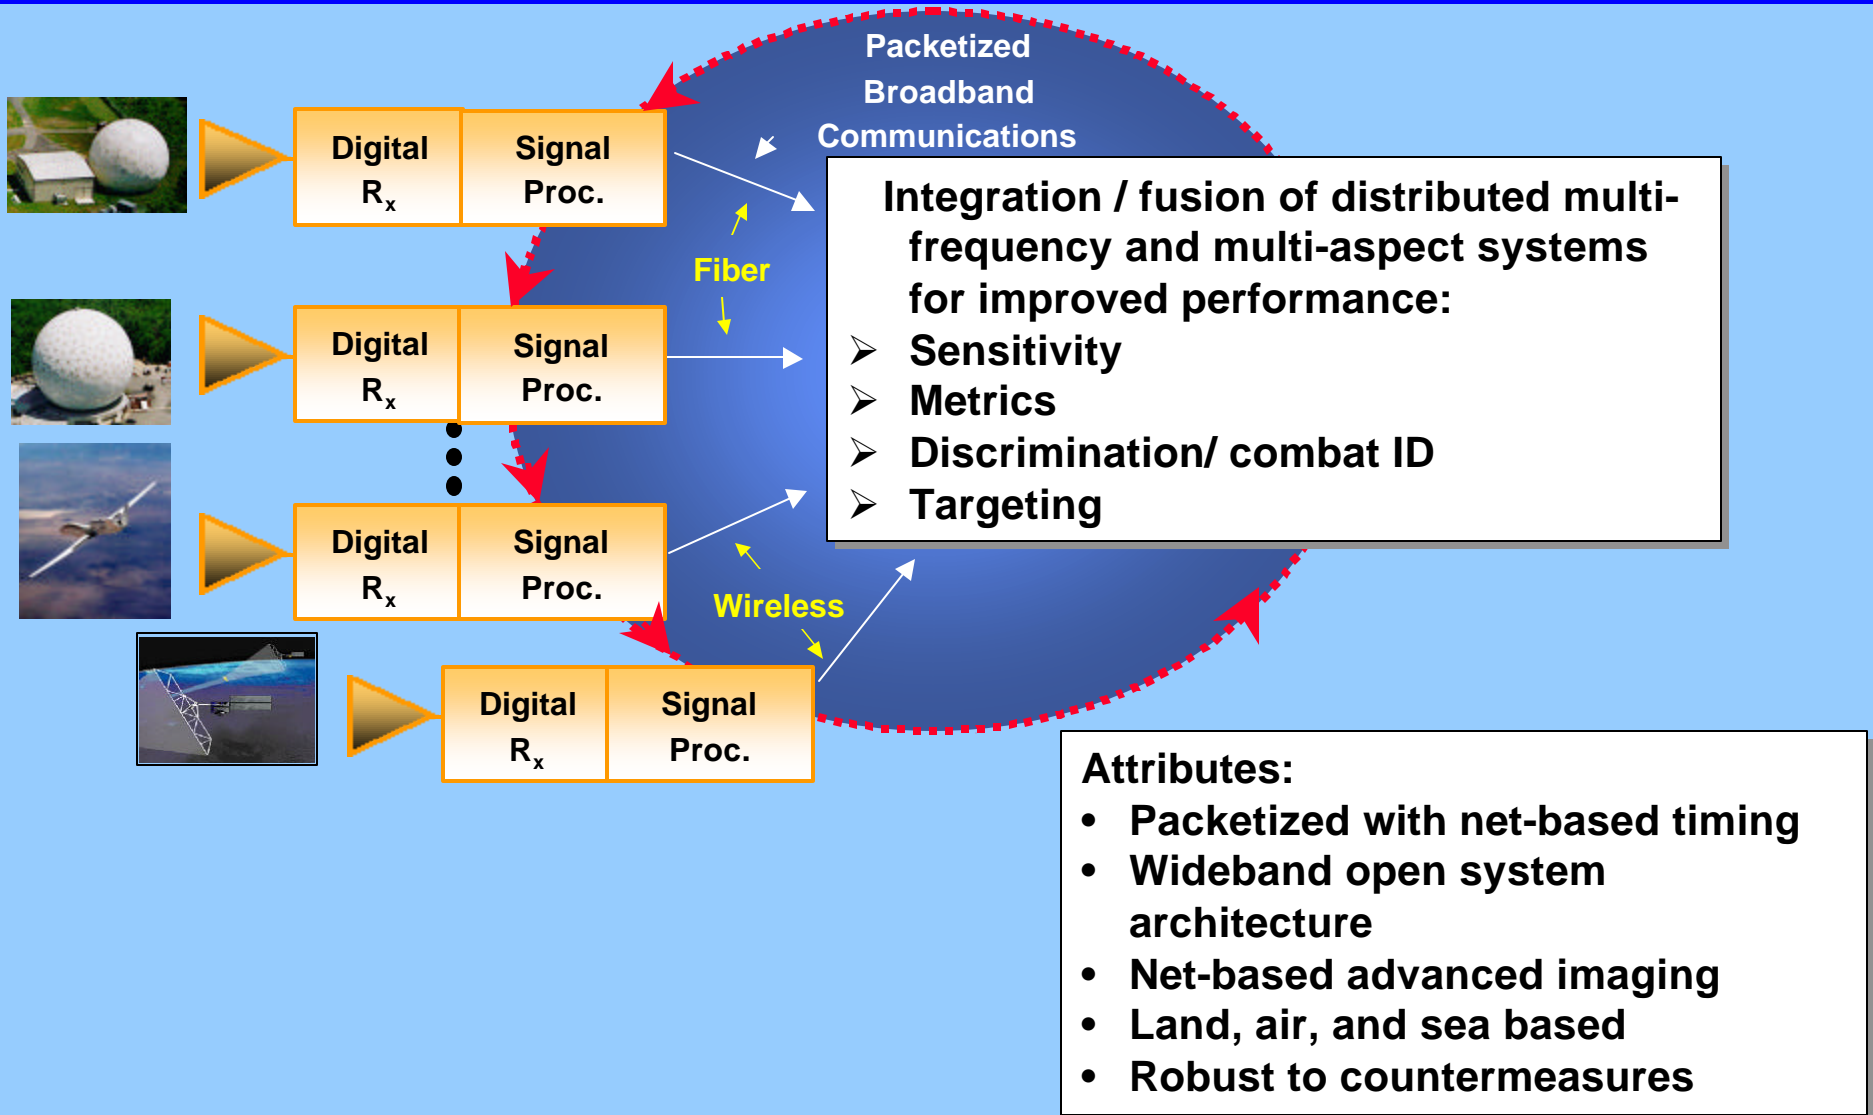 Packetized
Broadband
Communications
Digital
Rx
Signal
Proc.
Integration / fusion of distributed multi-
frequency and multi-aspect systems
for improved performance:
➢ Sensitivity
➢ Metrics
➢ Discrimination/ combat ID
➢ Targeting
Fiber
Digital
Rx
Signal
Proc.
Digital
Rx
Signal
Proc.
Wireless
Digital
Rx
Signal
Proc.
Attributes:
• Packetized with net-based timing
• Wideband open system
architecture
• Net-based advanced imaging
• Land, air, and sea based
• Robust to countermeasures